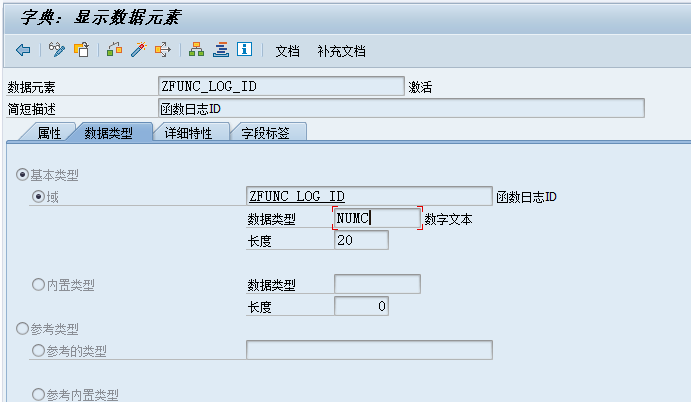 字典: 显示数据元素
文档 补充文档
数据元素 ZFUNC_LOG_ID 激活
简短描述 函数日志ID
属性 数据类型 详细特性 字段标签
基本类型
域 ZFUNC_LOG_ID 函数日志ID
数据类型 NUMC 数字文本
长度 20
内置类型 数据类型
长度 0
参考类型
参考的类型
参考内置类型